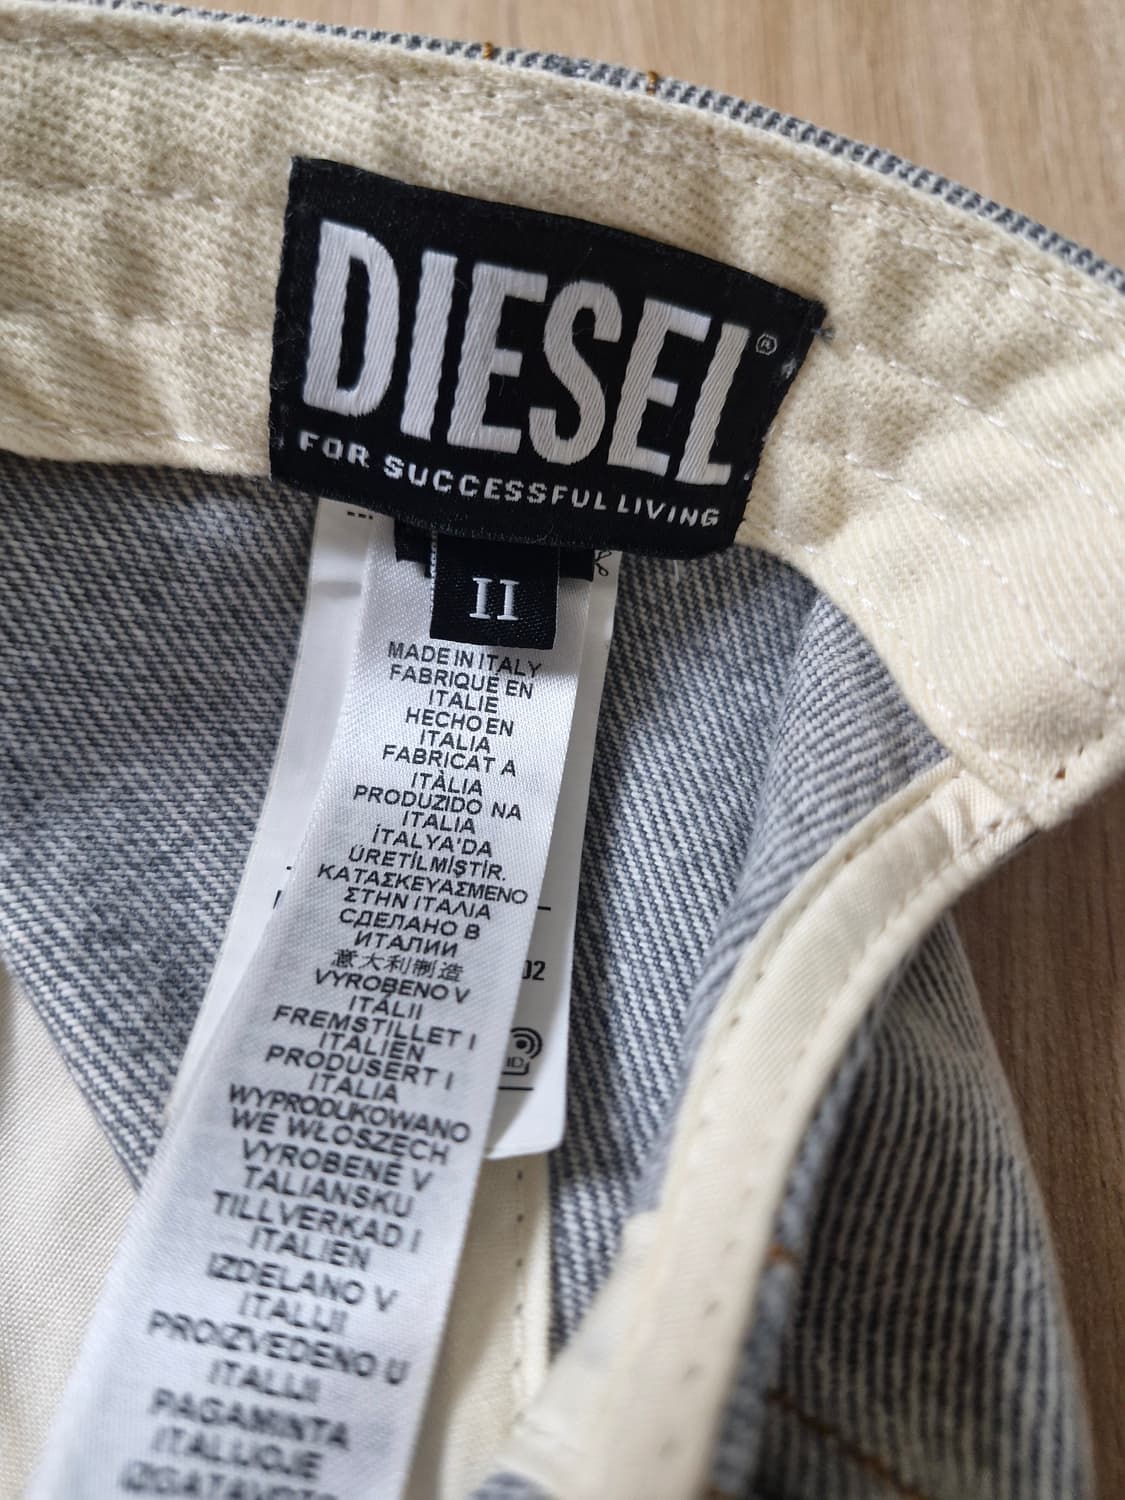 DIESEL®
FOR SUCCESSFUL LIVING
II
MADE IN ITALY
FABRIQUÉ EN
ITALIE
HECHO EN
ITALIA
FABRICAT A
ITÀLIA
PRODUZIDO NA
ITALIA
İTALYA'DA
ÜRETİLMİŞTİR.
ΚΑΤΑΣΚΕΥΑΣΜΕΝΟ
ΣΤΗΝ ΙΤΑΛΙΑ
СДЕЛАНО В
ИТАЛИИ
意大利制造
VYROBENO V
ITÁLII
FREMSTILLET I
ITALIEN
PRODUSERT I
ITALIA
WYPRODUKOWANO
WE WŁOSZECH
VYROBENÉ V
TALIANSKU
TILLVERKAD I
ITALIEN
IZDELANO V
ITALIJI
PROIZVEDENO U
ITALIJI
PAGAMINTA
ITALIJOJE
02
ID